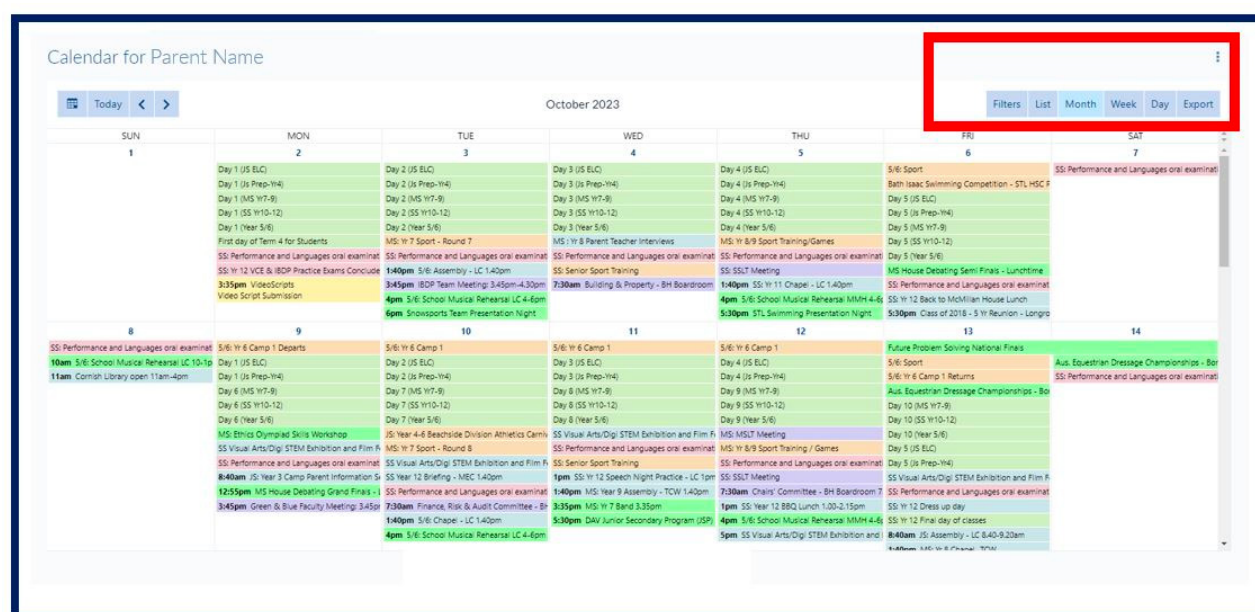 Calendar for Parent Name
Today
October 2023
Filters List Month Week Day Export
SUN MON TUE WED THU FRI SAT
1 2 3 4 5 6 7
Day 1 (JS ELC)
Day 1 (Js Prep-Yr4)
Day 1 (MS Yr7-9)
Day 1 (SS Yr10-12)
Day 1 (Year 5/6)
First day of Term 4 for Students
SS: Performance and Languages oral examinat
SS: Yr 12 VCE & IBDP Practice Exams Conclude
3:35pm VideoScripts
Video Script Submission
Day 2 (JS ELC)
Day 2 (Js Prep-Yr4)
Day 2 (MS Yr7-9)
Day 2 (SS Yr10-12)
Day 2 (Year 5/6)
MS: Yr 7 Sport - Round 7
SS: Performance and Languages oral examinat
1:40pm 5/6: Assembly - LC 1.40pm
3:45pm IBDP Team Meeting: 3.45pm-4.30pm
4pm 5/6: School Musical Rehearsal LC 4-6pm
6pm Snowsports Team Presentation Night
Day 3 (JS ELC)
Day 3 (Js Prep-Yr4)
Day 3 (MS Yr7-9)
Day 3 (SS Yr10-12)
Day 3 (Year 5/6)
MS : Yr 8 Parent Teacher Interviews
SS: Performance and Languages oral examinat
SS: Senior Sport Training
7:30am Building & Property - BH Boardroom
Day 4 (JS ELC)
Day 4 (Js Prep-Yr4)
Day 4 (MS Yr7-9)
Day 4 (SS Yr10-12)
Day 4 (Year 5/6)
MS: Yr 8/9 Sport Training/Games
SS: Performance and Languages oral examinat
SS: SSLT Meeting
1:40pm SS: Yr 11 Chapel - LC 1.40pm
4pm 5/6: School Musical Rehearsal MMH 4-6p
5:30pm STL Swimming Presentation Night
5/6: Sport
Bath Isaac Swimming Competition - STL HSC P
Day 5 (JS ELC)
Day 5 (Js Prep-Yr4)
Day 5 (MS Yr7-9)
Day 5 (SS Yr10-12)
Day 5 (Year 5/6)
MS House Debating Semi Finals - Lunchtime
SS: Performance and Languages oral examinat
SS: Yr 12 Back to McMillan House Lunch
5:30pm Class of 2018 - 5 Yr Reunion - Longro
SS: Performance and Languages oral examinati
8 9 10 11 12 13 14
SS: Performance and Languages oral examinat
10am 5/6: School Musical Rehearsal LC 10-1p
11am Cornish Library open 11am-4pm
5/6: Yr 6 Camp 1 Departs
Day 1 (JS ELC)
Day 1 (Js Prep-Yr4)
Day 6 (MS Yr7-9)
Day 6 (SS Yr10-12)
Day 6 (Year 5/6)
MS: Ethics Olympiad Skills Workshop
SS Visual Arts/Digi STEM Exhibition and Film F
SS: Performance and Languages oral examinat
8:40am JS: Year 3 Camp Parent Information Se
12:55pm MS House Debating Grand Finals - L
3:45pm Green & Blue Faculty Meeting: 3.45p
5/6: Yr 6 Camp 1
Day 2 (JS ELC)
Day 2 (Js Prep-Yr4)
Day 7 (MS Yr7-9)
Day 7 (SS Yr10-12)
Day 7 (Year 5/6)
JS: Year 4-6 Beachside Division Athletics Carniv
MS: Yr 7 Sport - Round 8
SS Visual Arts/Digi STEM Exhibition and Film F
SS Year 12 Briefing - MEC 1.40pm
SS: Performance and Languages oral examinat
7:30am Finance, Risk & Audit Committee - BH
1:40pm 5/6: Chapel - LC 1.40pm
4pm 5/6: School Musical Rehearsal LC 4-6pm
5/6: Yr 6 Camp 1
Day 3 (JS ELC)
Day 3 (Js Prep-Yr4)
Day 8 (MS Yr7-9)
Day 8 (SS Yr10-12)
Day 8 (Year 5/6)
SS Visual Arts/Digi STEM Exhibition and Film F
SS: Performance and Languages oral examinat
SS: Senior Sport Training
1pm SS: Yr 12 Speech Night Practice - LC 1pm
1:40pm MS: Year 9 Assembly - TCW 1.40pm
3:35pm MS: Yr 7 Band 3.35pm
5:30pm DAV Junior Secondary Program (JSP)
5/6: Yr 6 Camp 1
Day 4 (JS ELC)
Day 4 (Js Prep-Yr4)
Day 9 (MS Yr7-9)
Day 9 (SS Yr10-12)
Day 9 (Year 5/6)
MS: MSLT Meeting
MS: Yr 8/9 Sport Training / Games
SS: Performance and Languages oral examinat
SS: SSLT Meeting
7:30am Chairs' Committee - BH Boardroom 7
1pm SS: Year 12 BBQ Lunch 1.00-2.15pm
4pm 5/6: School Musical Rehearsal MMH 4-6p
5pm SS Visual Arts/Digi STEM Exhibition and
Future Problem Solving National Finals
5/6: Sport
5/6: Yr 6 Camp 1 Returns
Aus. Equestrian Dressage Championships - Bo
Day 10 (MS Yr7-9)
Day 10 (SS Yr10-12)
Day 10 (Year 5/6)
Day 5 (JS ELC)
Day 5 (Js Prep-Yr4)
SS Visual Arts/Digi STEM Exhibition and Film F
SS: Performance and Languages oral examinat
SS: Yr 12 Dress up day
SS: Yr 12 Final day of classes
8:40am JS: Assembly - LC 8.40-9.20am
1:40pm MS: Yr 8 Chapel TCW
Aus. Equestrian Dressage Championships - Bo
SS: Performance and Languages oral examinati